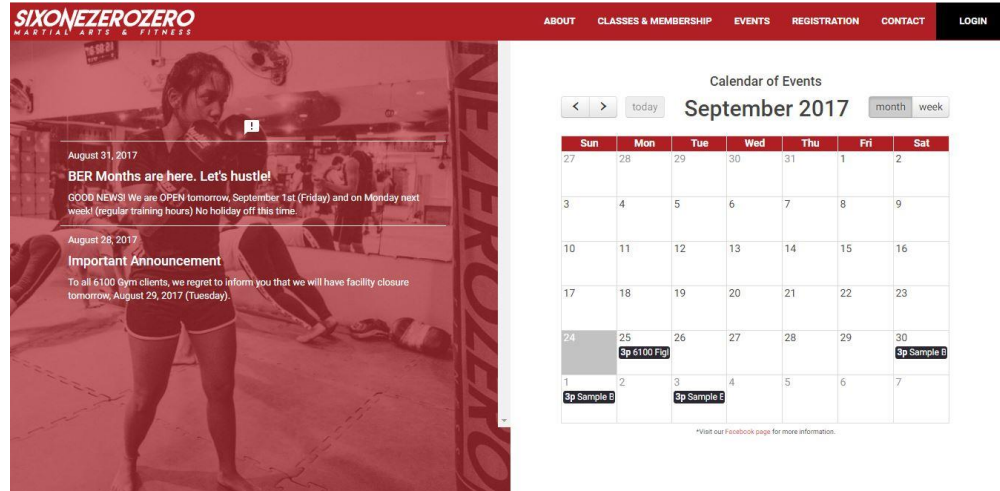 SIXONEZEROZERO
MARTIAL ARTS & FITNESS
ABOUT CLASSES & MEMBERSHIP EVENTS REGISTRATION CONTACT LOGIN
August 31, 2017
BER Months are here. Let's hustle!
GOOD NEWS! We are OPEN tomorrow, September 1st (Friday) and on Monday next
week! (regular training hours) No holiday off this time.
August 28, 2017
Important Announcement
To all 6100 Gym clients, we regret to inform you that we will have facility closure
tomorrow, August 29, 2017 (Tuesday).
NEZEROZERO
Calendar of Events
today September 2017 month week
Sun Mon Tue Wed Thu Fri Sat
27 28 29 30 31 1 2
3 4 5 6 7 8 9
10 11 12 13 14 15 16
17 18 19 20 21 22 23
24 25 26 27 28 29 30
3p 6100 Figl 3p Sample B
1 2 3 4 5 6 7
3p Sample B 3p Sample E
*Visit our Facebook page for more information.